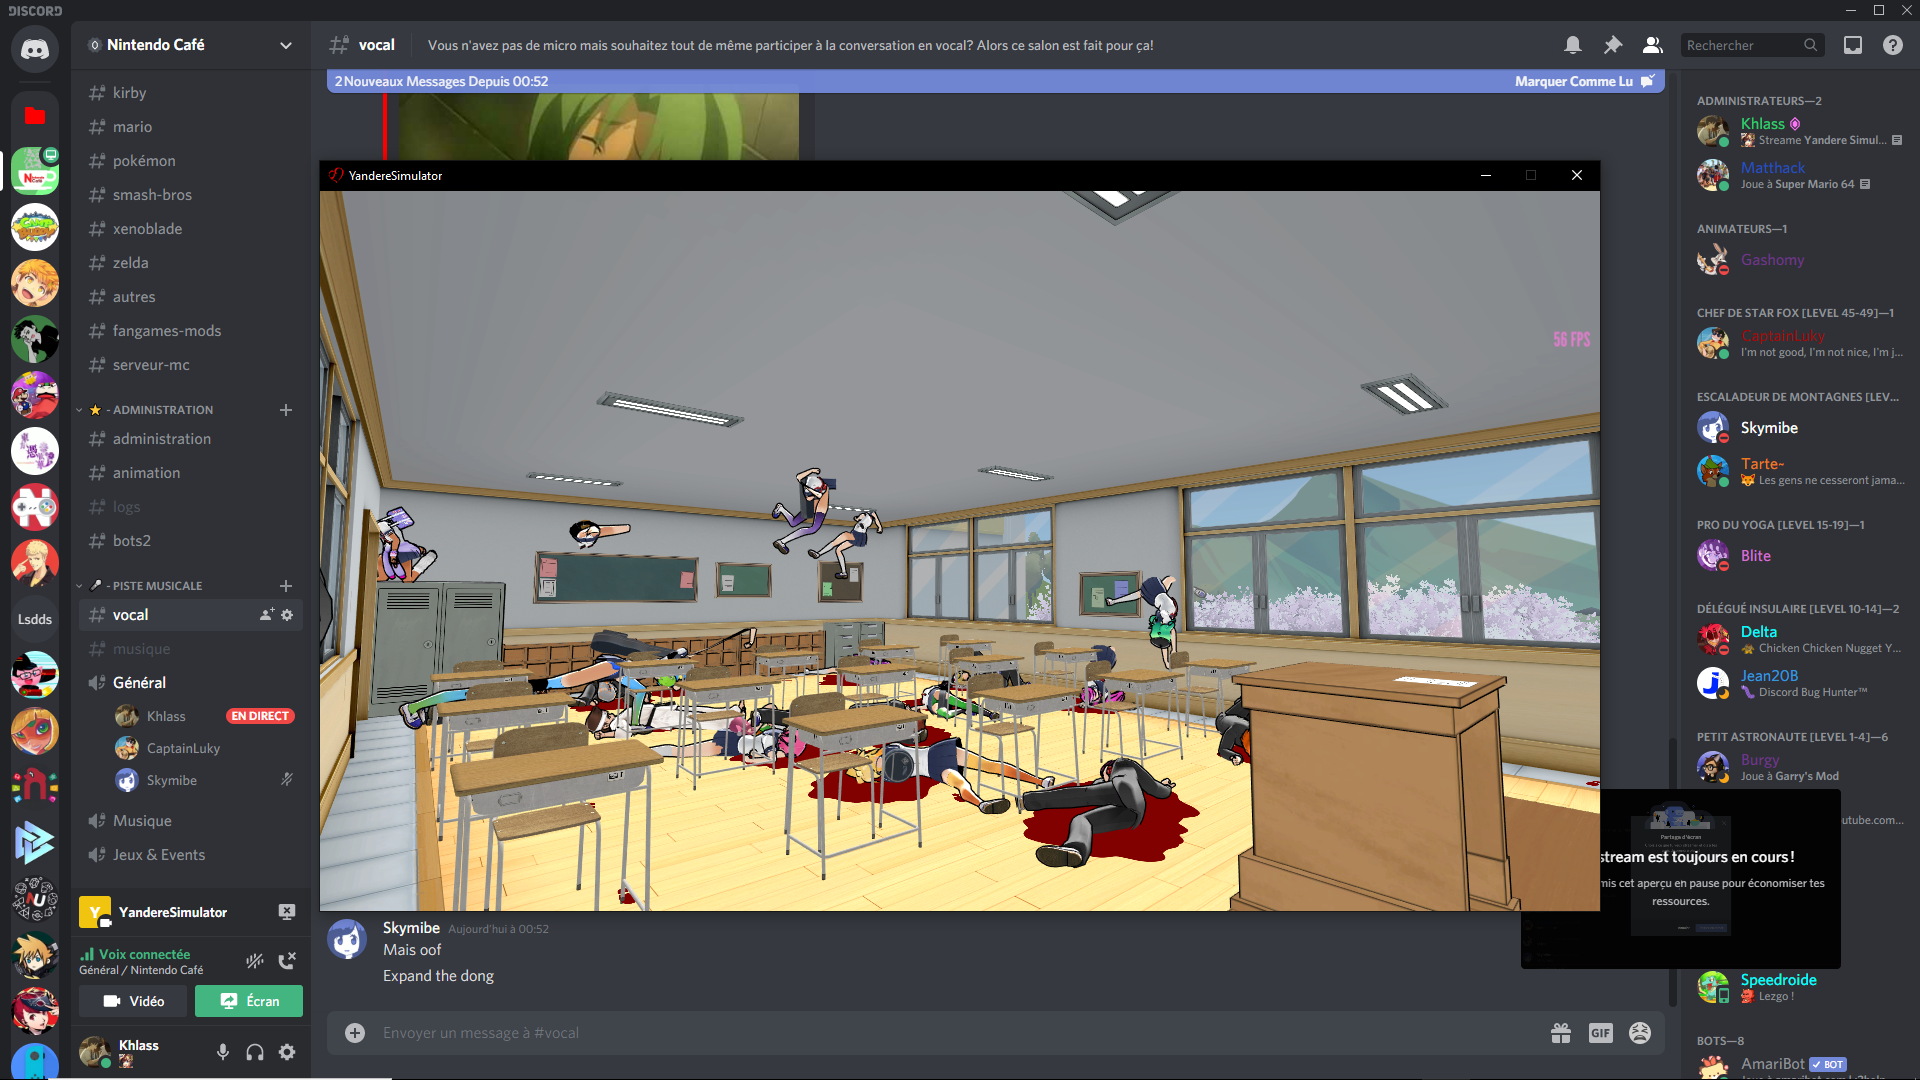 DISCORD
Nintendo Café
kirby
mario
pokémon
smash-bros
xenoblade
zelda
autres
fangames-mods
serveur-mc
- ADMINISTRATION
administration
animation
logs
bots2
- PISTE MUSICALE
vocal
musique
Général
Khlass
EN DIRECT
CaptainLuky
Skymibe
Musique
Jeux & Events
Lsdds
Y
YandereSimulator
Voix connectée
Général / Nintendo Café
Vidéo
Écran
Khlass
vocal
Vous n'avez pas de micro mais souhaitez tout de même participer à la conversation en vocal? Alors ce salon est fait pour ça!
Rechercher
2 Nouveaux Messages Depuis 00:52
Marquer Comme Lu
YandereSimulator
56 FPS
Skymibe Aujourd'hui à 00:52
Mais oof
Expand the dong
Envoyer un message à #vocal
GIF
ADMINISTRATEURS—2
Khlass
Streame Yandere Simul...
Matthack
Joue à Super Mario 64
ANIMATEURS—1
Gashomy
CHEF DE STAR FOX [LEVEL 45-49]—1
CaptainLuky
I'm not good, I'm not nice, I'm j...
ESCALADEUR DE MONTAGNES [LEV...
Skymibe
Tarte~
Les gens ne cesseront jama...
PRO DU YOGA [LEVEL 15-19]—1
Blite
DÉLÉGUÉ INSULAIRE [LEVEL 10-14]—2
Delta
Chicken Chicken Nugget Y...
Jean20B
Discord Bug Hunter™
PETIT ASTRONAUTE [LEVEL 1-4]—6
Burgy
Joue à Garry's Mod
outube.com...
Partage d'écran
stream est toujours en cours !
mis cet aperçu en pause pour économiser tes
ressources.
Speedroide
Lezgo !
BOTS—8
AmariBot
BOT